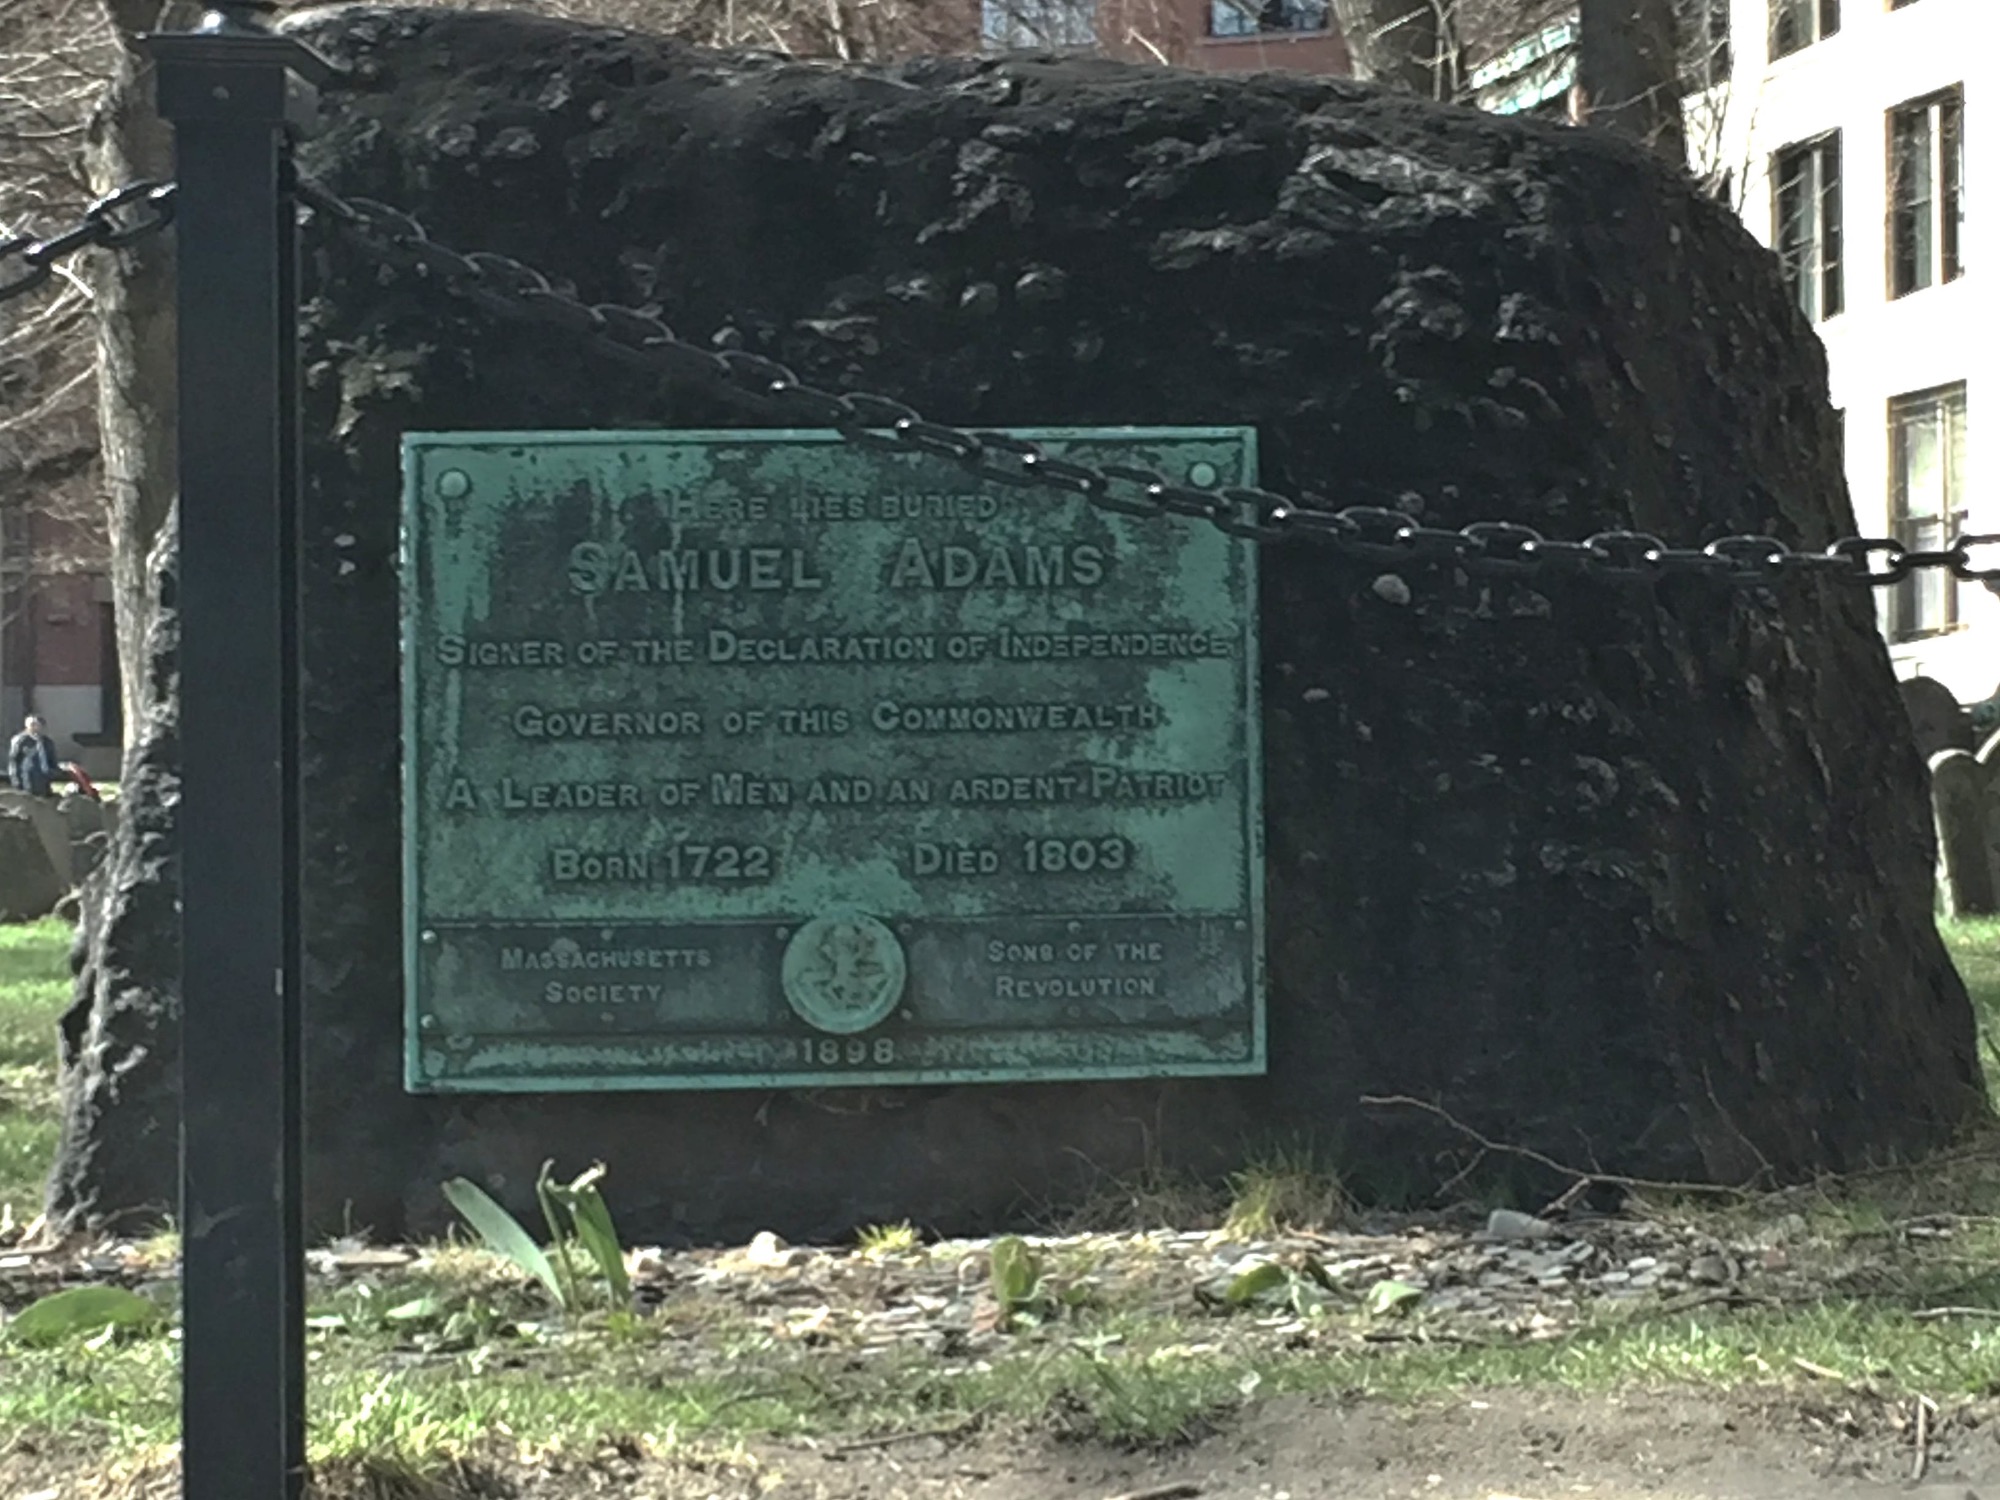 Here lies buried
Samuel Adams
Signer of the Declaration of Independence
Governor of this Commonwealth
A Leader of Men and an ardent Patriot
Born 1722 Died 1803
Massachusetts
Society
Sons of the
Revolution
1898